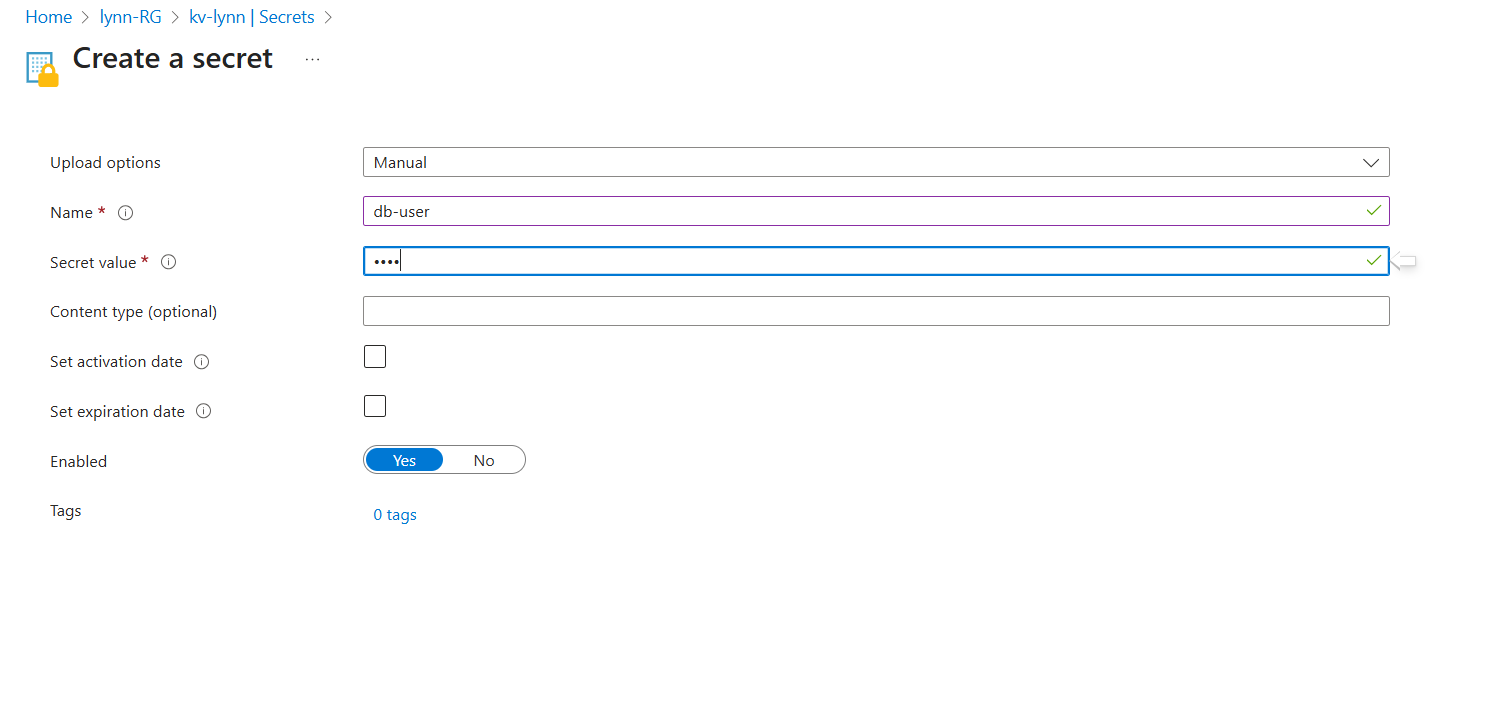 Home > lynn-RG > kv-lynn | Secrets >
Create a secret ...
Upload options
Manual
Name *
db-user
Secret value *
••••
Content type (optional)
Set activation date
Set expiration date
Enabled
Yes No
Tags
0 tags